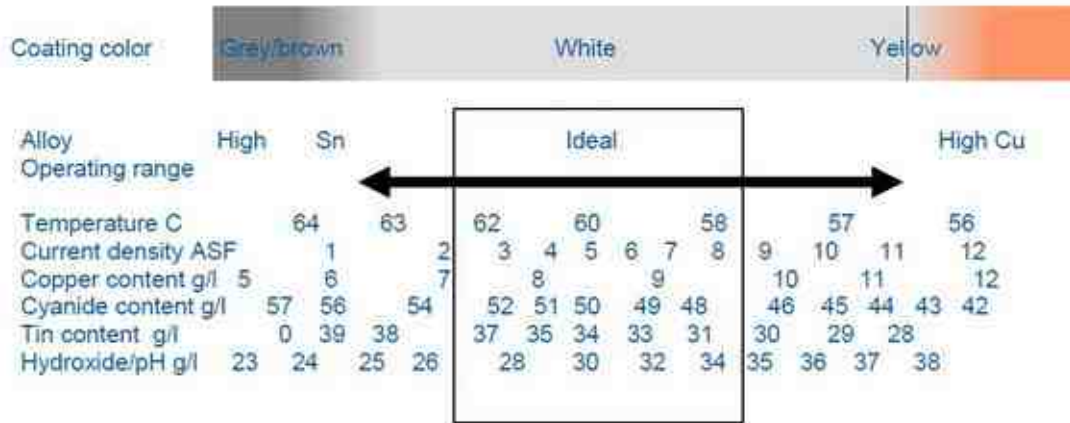 Coating color Grey/brown White Yellow
Alloy High Sn Ideal High Cu
Operating range
Temperature C 64 63 62 60 58 57 56
Current density ASF 1 2 3 4 5 6 7 8 9 10 11 12
Copper content g/l 5 6 7 8 9 10 11 12
Cyanide content g/l 57 56 54 52 51 50 49 48 46 45 44 43 42
Tin content g/l 0 39 38 37 35 34 33 31 30 29 28
Hydroxide/pH g/l 23 24 25 26 28 30 32 34 35 36 37 38